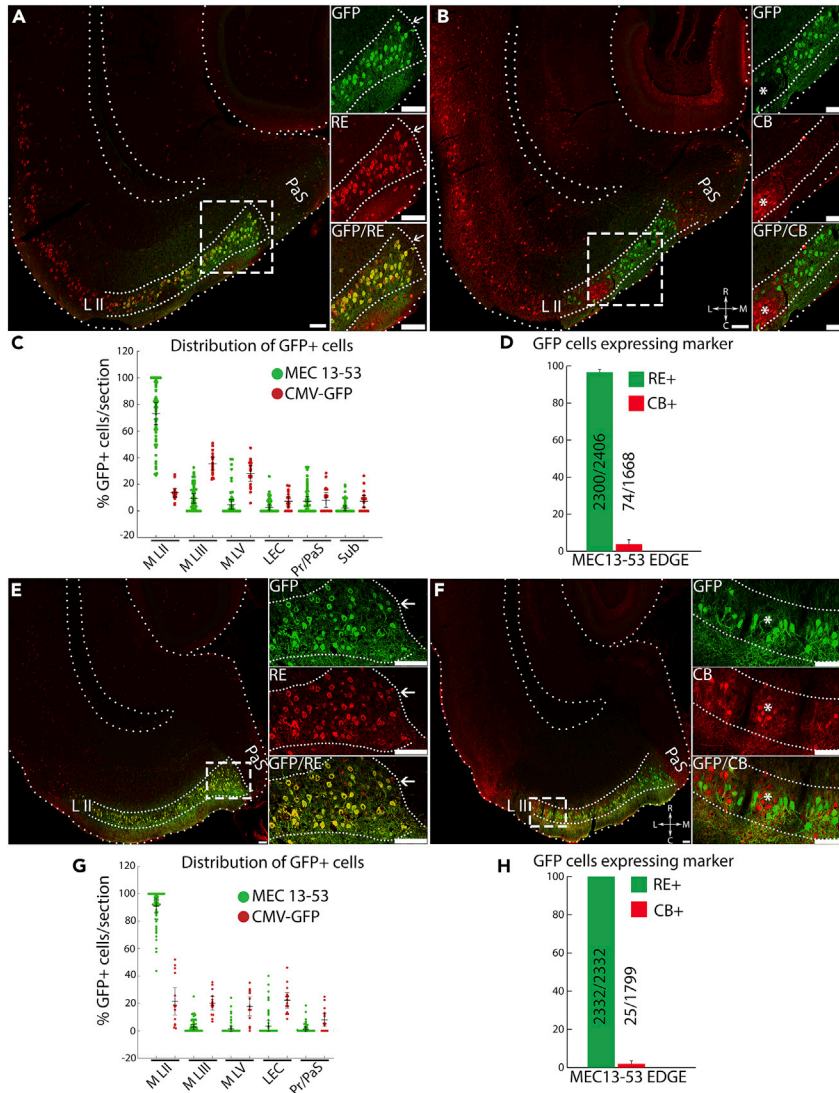 A
GFP
RE
GFP/RE
PaS
L II
*
B
GFP
CB
GFP/CB
PaS
L II
*
*
*
R
L M
C
C
Distribution of GFP+ cells
MEC 13-53
CMV-GFP
% GFP+ cells/section
120
100
80
60
40
20
0
20
M LII
M LIII
M LV
LEC
Pr/PaS
Sub
D
GFP cells expressing marker
RE+
CB+
100
80
60
40
20
0
2300/2406
74/1668
MEC13-53 EDGE
E
GFP
RE
GFP/RE
PaS
L II
F
GFP
*
CB
*
GFP/CB
*
PaS
L II
R
L M
C
G
Distribution of GFP+ cells
MEC 13-53
CMV-GFP
% GFP+ cells/section
120
100
80
60
40
20
0
20
M LII
M LIII
M LV
LEC
Pr/PaS
H
GFP cells expressing marker
RE+
CB+
100
80
60
40
20
0
2332/2332
25/1799
MEC13-53 EDGE